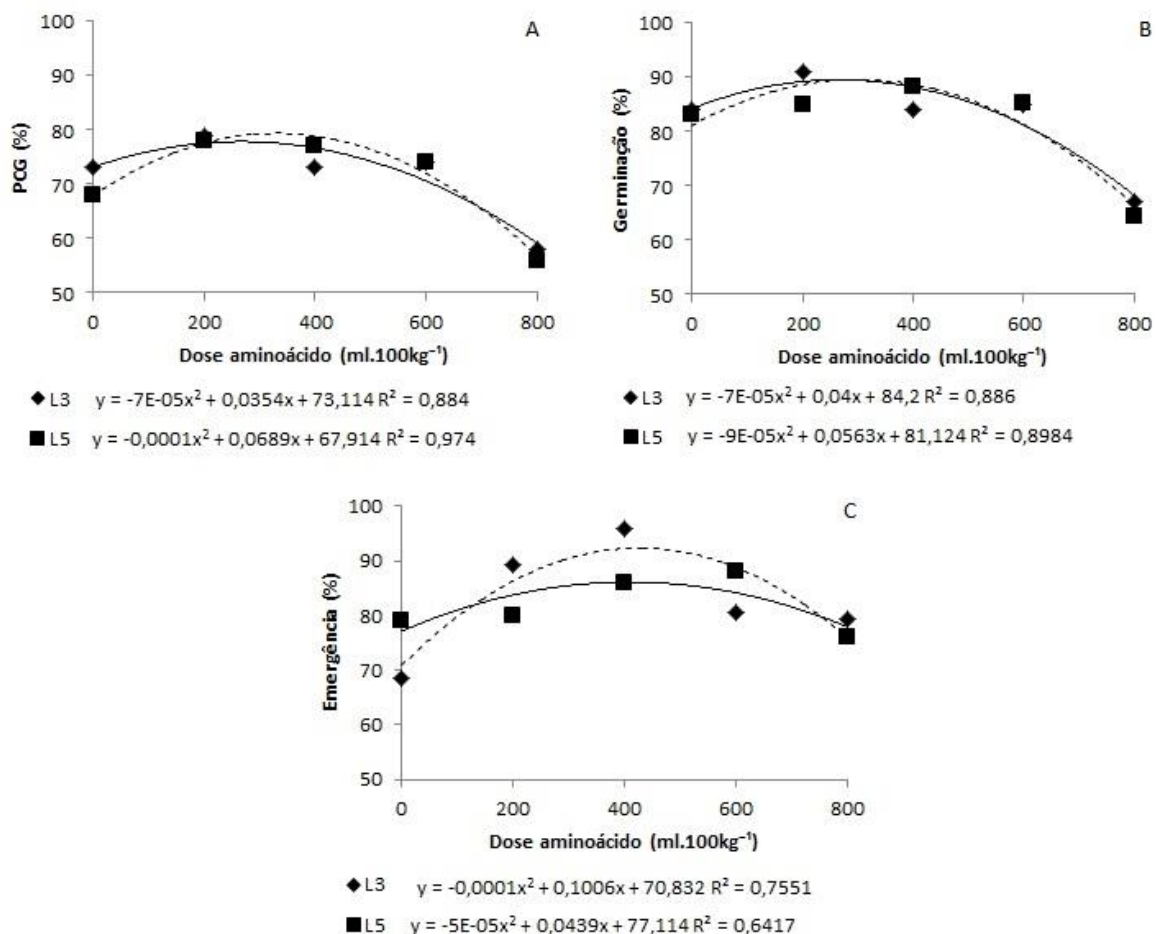 A
100
90
80
70
60
50
PCG (%)
0 200 400 600 800
Dose aminoácido (ml.100kg⁻¹)
L3 y = -7E-05x² + 0,0354x + 73,114 R² = 0,884
L5 y = -0,0001x² + 0,0689x + 67,914 R² = 0,974
B
100
90
80
70
60
50
Germinação (%)
0 200 400 600 800
Dose aminoácido (ml.100kg⁻¹)
L3 y = -7E-05x² + 0,04x + 84,2 R² = 0,886
L5 y = -9E-05x² + 0,0563x + 81,124 R² = 0,8984
C
100
90
80
70
60
50
Emergência (%)
0 200 400 600 800
Dose aminoácido (ml.100kg⁻¹)
L3 y = -0,0001x² + 0,1006x + 70,832 R² = 0,7551
L5 y = -5E-05x² + 0,0439x + 77,114 R² = 0,6417